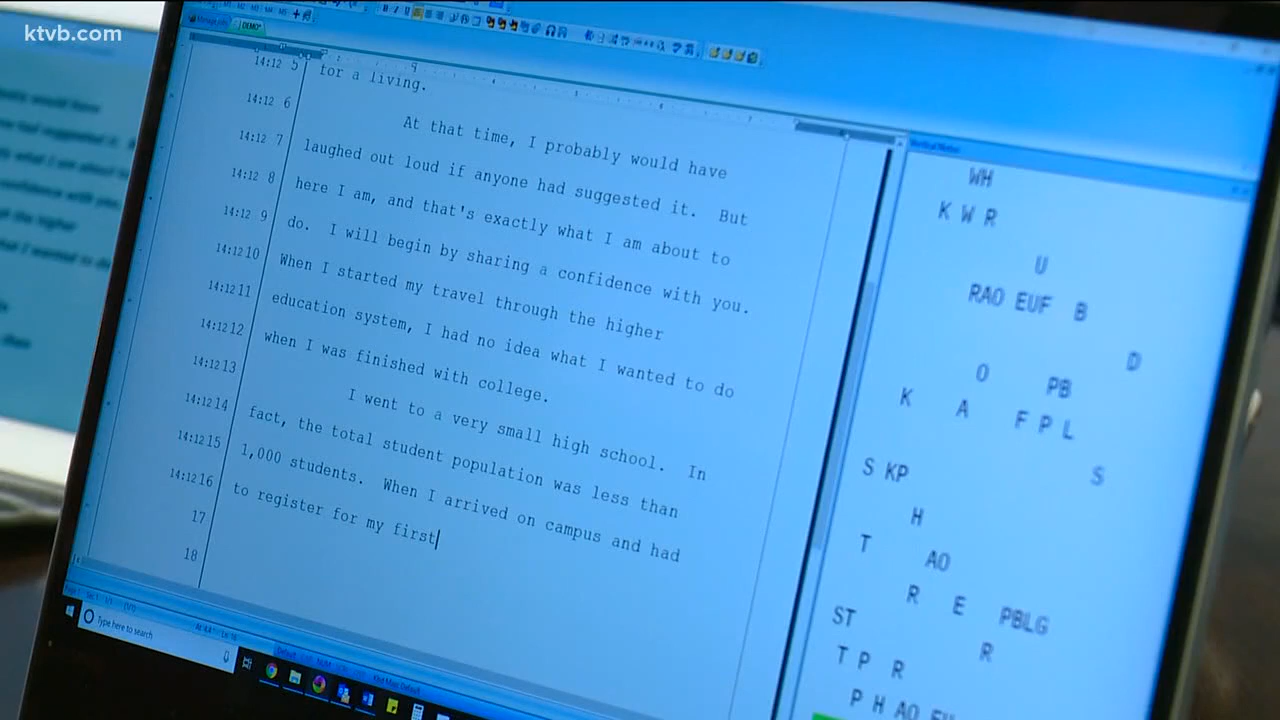 ktvb.com
DEMO*
14:12 5 for a living.
14:12 6 At that time, I probably would have
14:12 7 laughed out loud if anyone had suggested it. But
14:12 8 here I am, and that's exactly what I am about to
14:12 9 do. I will begin by sharing a confidence with you.
14:12 10 When I started my travel through the higher
14:12 11 education system, I had no idea what I wanted to do
14:12 12 when I was finished with college.
14:12 13 I went to a very small high school. In
14:12 14 fact, the total student population was less than
14:12 15 1,000 students. When I arrived on campus and had
14:12 16 to register for my first
17
18
Vertical Notes
WH
K W R
U
RAO EUF B
D
O PB
K A F P L
S
S KP
H
T AO
R E PBLG
ST R
T P R
P H AO EU
Type here to search
Default